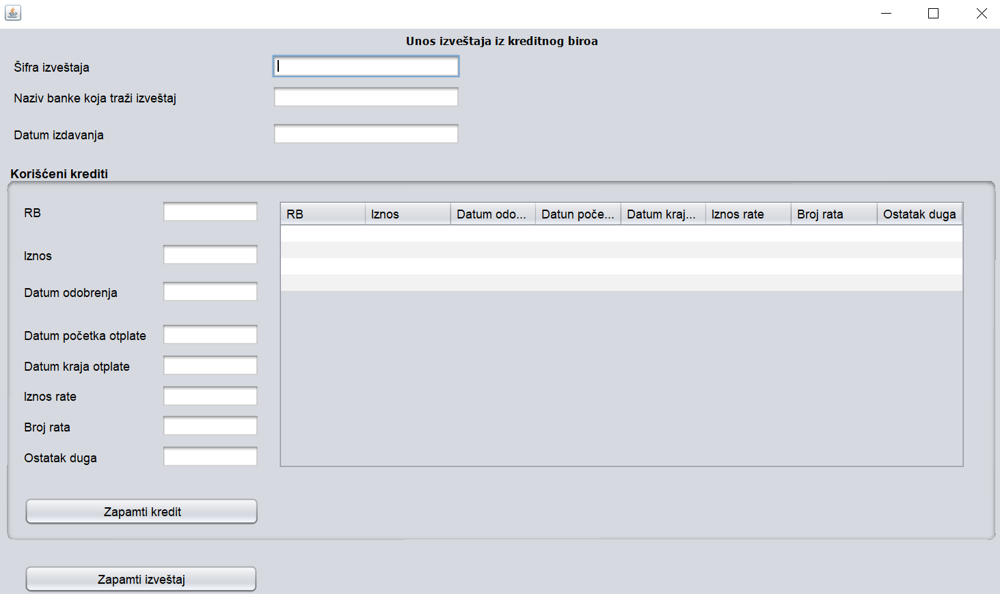 Unos izveštaja iz kreditnog biroa
Šifra izveštaja
Naziv banke koja traži izveštaj
Datum izdavanja
Korišćeni krediti
RB
Iznos
Datum odobrenja
Datum početka otplate
Datum kraja otplate
Iznos rate
Broj rata
Ostatak duga
RB Iznos Datum odo... Datun poče... Datum kraj... Iznos rate Broj rata Ostatak duga
Zapamti kredit
Zapamti izveštaj